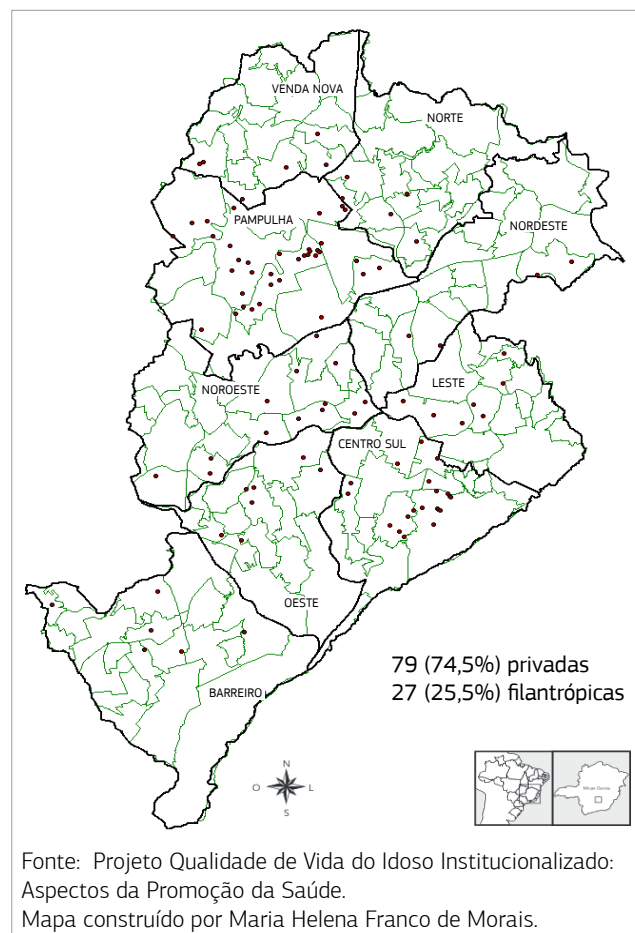 VENDA NOVA
NORTE
PAMPULHA
NORDESTE
NOROESTE
LESTE
CENTRO SUL
OESTE
BARREIRO
79 (74,5%) privadas
27 (25,5%) filantrópicas
N
O
L
S
Minas Gerais
Fonte: Projeto Qualidade de Vida do Idoso Institucionalizado:
Aspectos da Promoção da Saúde.
Mapa construído por Maria Helena Franco de Morais.